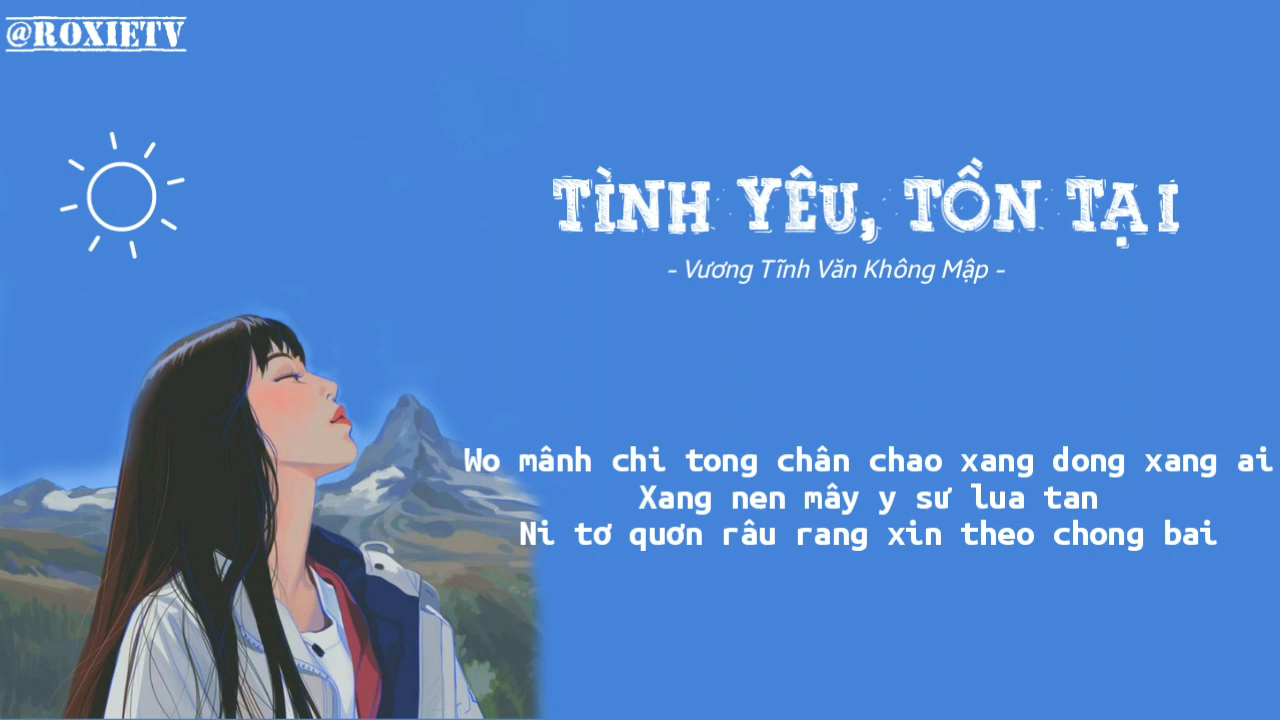 @ROXIETV
TÌNH YÊU, TỒN TẠI
- Vương Tĩnh Văn Không Mập -
Wo mânh chi tong chân chao xang dong xang ai
Xang nen mây y sư lua tan
Ni tơ quơn râu rang xin theo chong bai